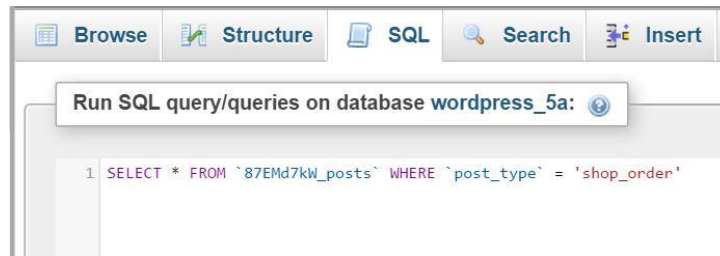 Browse Structure SQL Search Insert
Run SQL query/queries on database wordpress_5a:
1 SELECT * FROM `87EMd7kW_posts` WHERE `post_type` = 'shop_order'